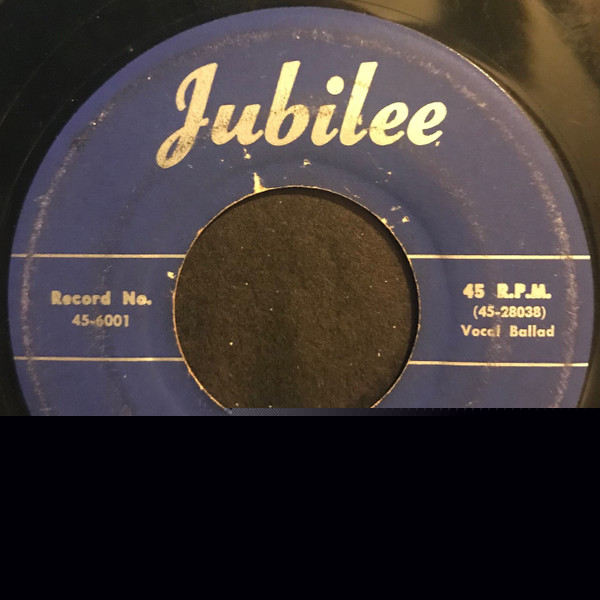 Jubilee
Record No.
45-6001
45 R.P.M.
(45-28038)
Vocal Ballad